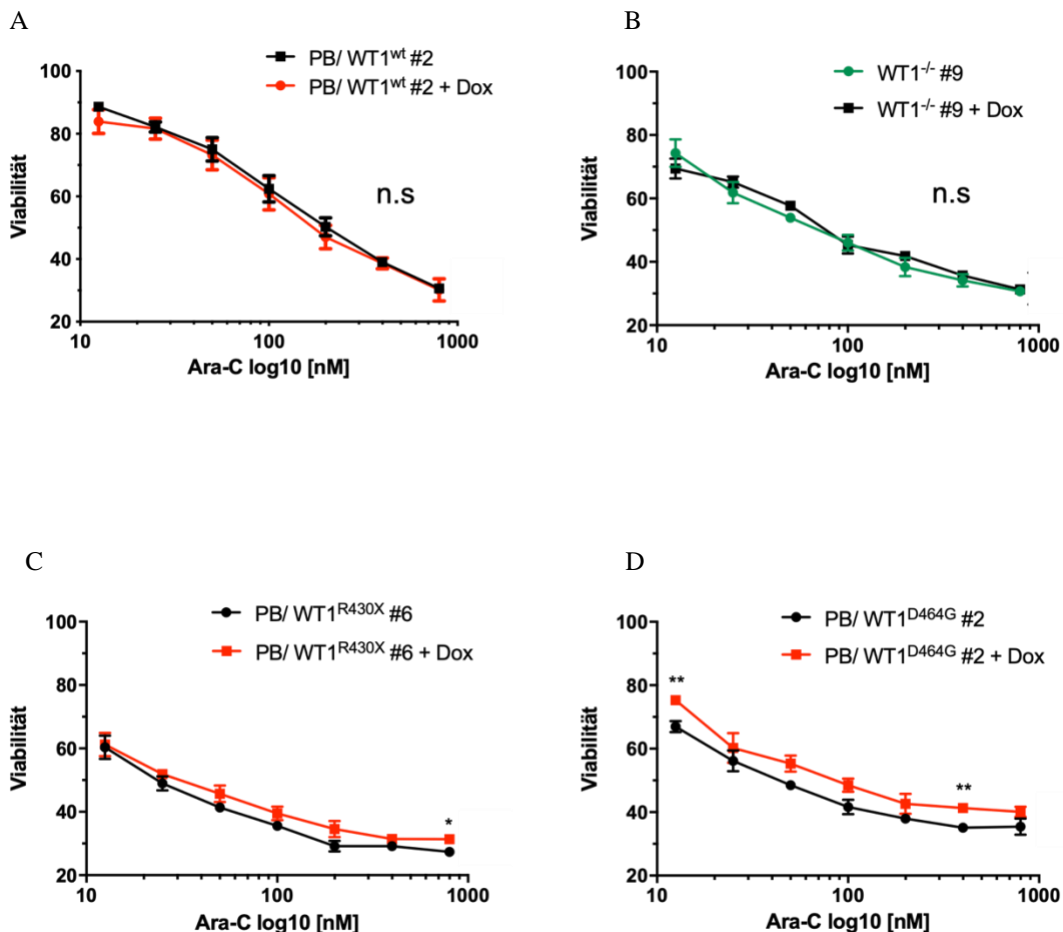 A
PB/ WT1wt #2
PB/ WT1wt #2 + Dox
100
80
60
40
20
Viabilität
n.s
10
100
1000
Ara-C log10 [nM]
B
WT1-/- #9
WT1-/- #9 + Dox
100
80
60
40
20
Viabilität
n.s
10
100
1000
Ara-C log10 [nM]
C
PB/ WT1R430X #6
PB/ WT1R430X #6 + Dox
100
80
60
40
20
Viabilität
*
10
100
1000
Ara-C log10 [nM]
D
PB/ WT1D464G #2
PB/ WT1D464G #2 + Dox
100
80
60
40
20
Viabilität
**
**
10
100
1000
Ara-C log10 [nM]